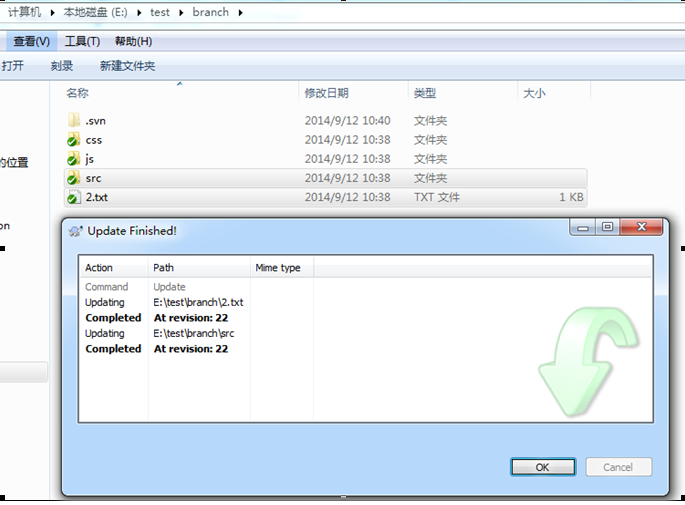 计算机 ▸ 本地磁盘 (E:) ▸ test ▸ branch ▸
查看(V) 工具(T) 帮助(H)
打开 刻录 新建文件夹
名称 修改日期 类型 大小
.svn 2014/9/12 10:40 文件夹
css 2014/9/12 10:38 文件夹
的位置
js 2014/9/12 10:38 文件夹
src 2014/9/12 10:38 文件夹
2.txt 2014/9/12 10:38 TXT 文件 1 KB
on
Update Finished!
Action Path Mime type
Command Update
Updating E:\test\branch\2.txt
Completed At revision: 22
Updating E:\test\branch\src
Completed At revision: 22
OK Cancel